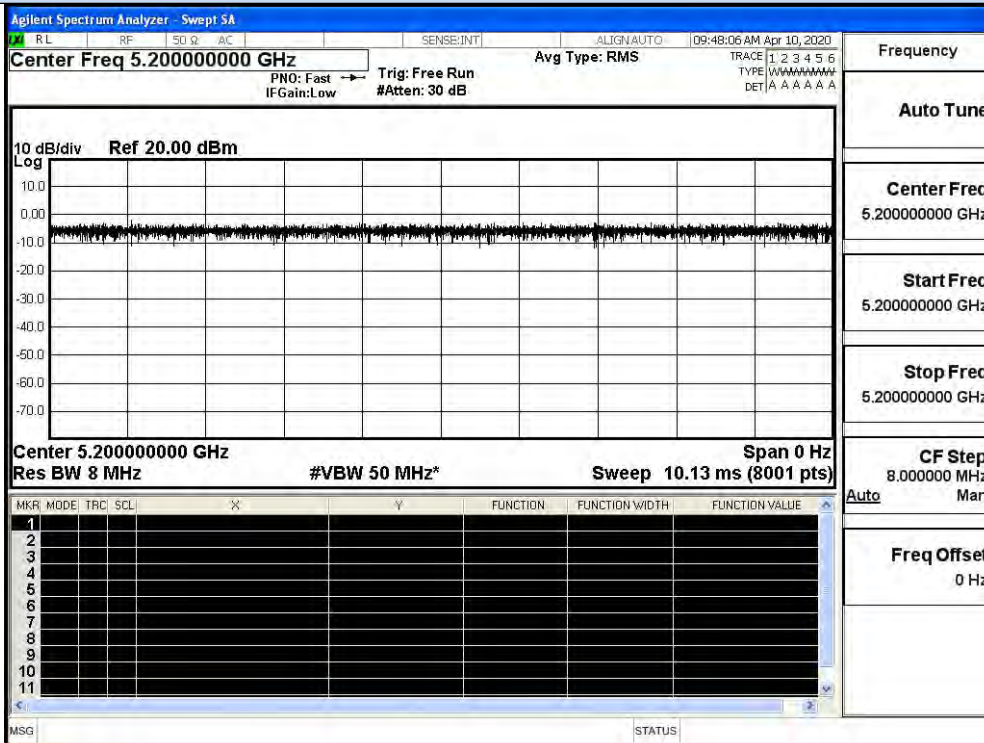 Agilent Spectrum Analyzer - Swept SA
LXI RL RF 50 Ω AC SENSE:INT ALIGNAUTO 09:48:06 AM Apr 10, 2020
Center Freq 5.200000000 GHz
PNO: Fast
IFGain:Low
Trig: Free Run
#Atten: 30 dB
Avg Type: RMS
TRACE 1 2 3 4 5 6
TYPE WWWWWW
DET A A A A A A
10 dB/div Ref 20.00 dBm
Log
10.0
0.00
-10.0
-20.0
-30.0
-40.0
-50.0
-60.0
-70.0
Center 5.200000000 GHz Span 0 Hz
Res BW 8 MHz #VBW 50 MHz* Sweep 10.13 ms (8001 pts)
MKR MODE TRC SCL X Y FUNCTION FUNCTION WIDTH FUNCTION VALUE
1
2
3
4
5
6
7
8
9
10
11
MSG STATUS
Frequency
Auto Tune
Center Freq
5.200000000 GHz
Start Freq
5.200000000 GHz
Stop Freq
5.200000000 GHz
CF Step
8.000000 MHz
Auto Man
Freq Offset
0 Hz